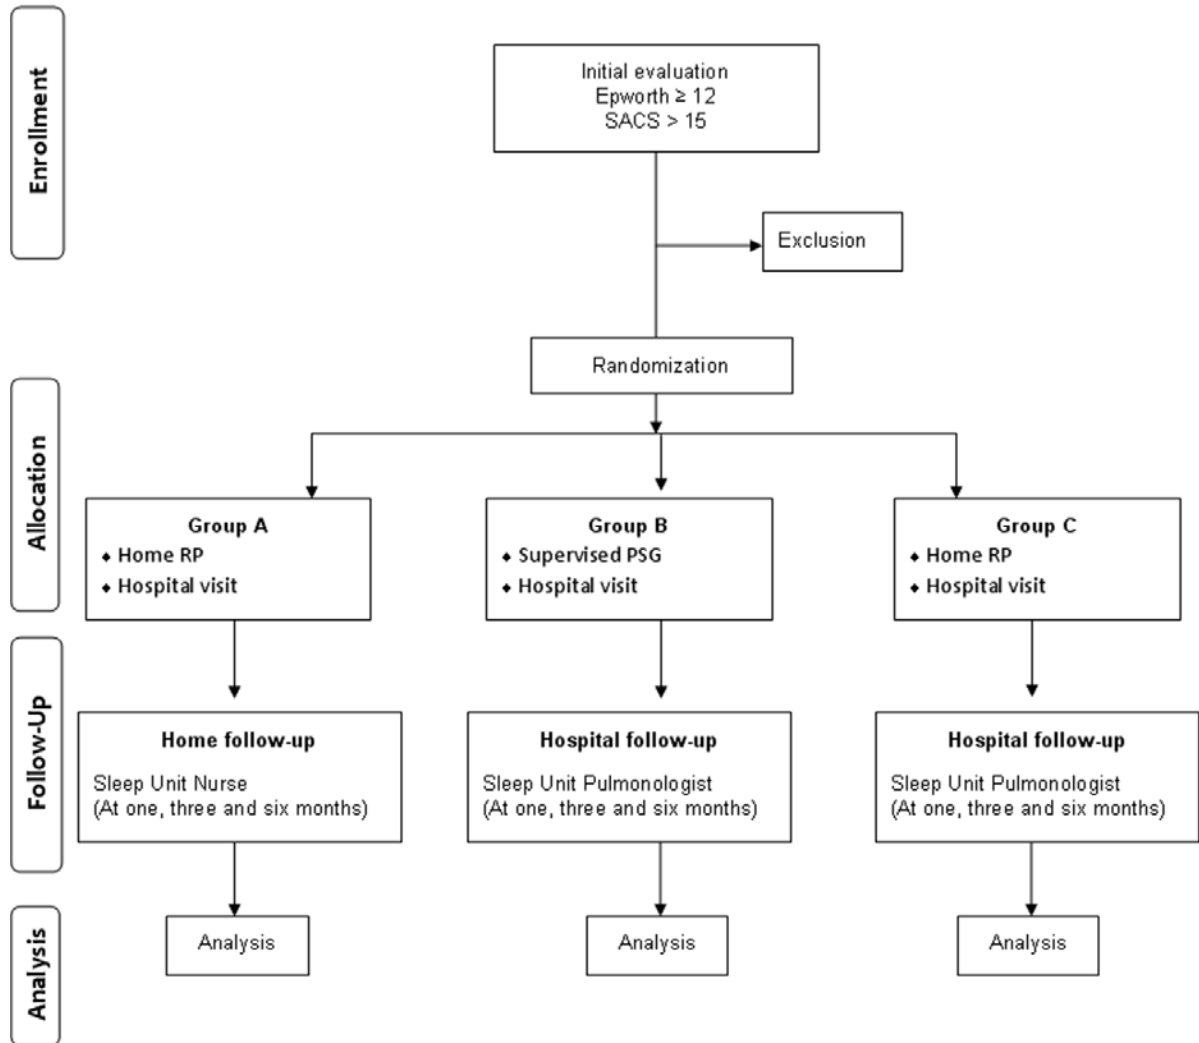 Enrollment
Initial evaluation
Epworth ≥ 12
SACS > 15
Exclusion
Randomization
Allocation
Group A
⬥ Home RP
⬥ Hospital visit
Group B
⬥ Supervised PSG
⬥ Hospital visit
Group C
⬥ Home RP
⬥ Hospital visit
Follow-Up
Home follow-up
Sleep Unit Nurse
(At one, three and six months)
Hospital follow-up
Sleep Unit Pulmonologist
(At one, three and six months)
Hospital follow-up
Sleep Unit Pulmonologist
(At one, three and six months)
Analysis
Analysis
Analysis
Analysis